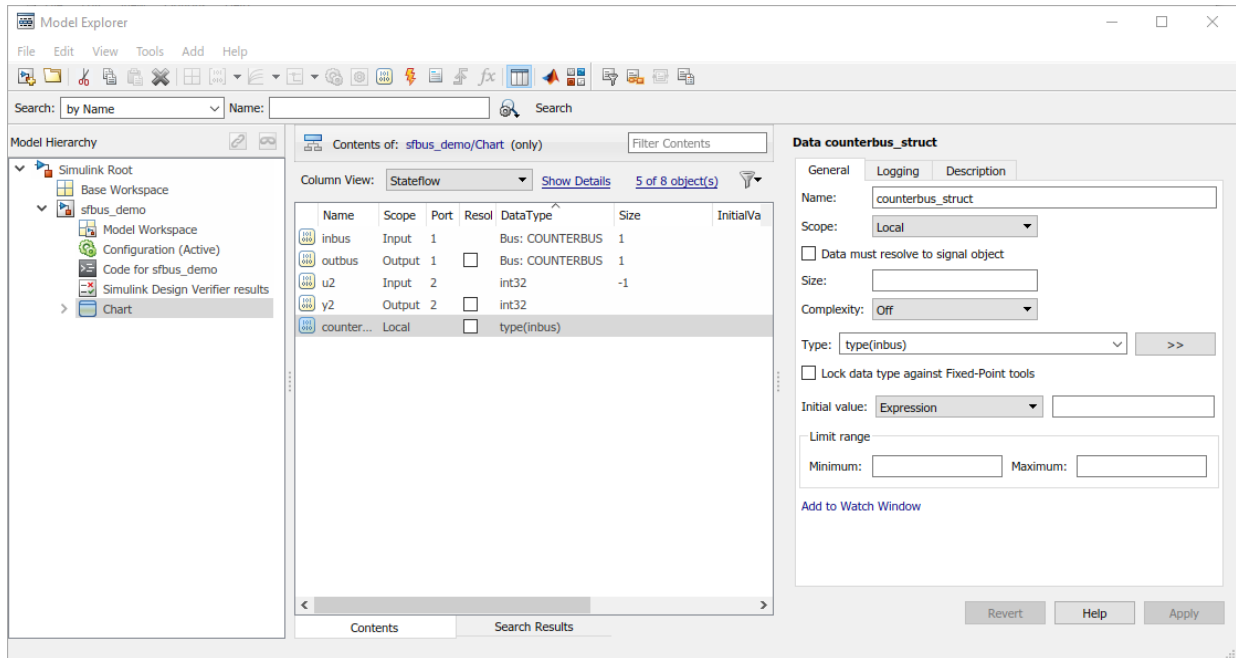 Model Explorer
File Edit View Tools Add Help
fx
Search: by Name Name: Search
Model Hierarchy
Simulink Root
Base Workspace
sfbus_demo
Model Workspace
Configuration (Active)
Code for sfbus_demo
Simulink Design Verifier results
Chart
Contents of: sfbus_demo/Chart (only) Filter Contents
Column View: Stateflow Show Details 5 of 8 object(s)
Name Scope Port Resol DataType Size InitialVa
inbus Input 1 Bus: COUNTERBUS 1
outbus Output 1 Bus: COUNTERBUS 1
u2 Input 2 int32 -1
y2 Output 2 int32
counter... Local type(inbus)
Contents Search Results
Data counterbus_struct
General Logging Description
Name: counterbus_struct
Scope: Local
Data must resolve to signal object
Size:
Complexity: Off
Type: type(inbus) >>
Lock data type against Fixed-Point tools
Initial value: Expression
Limit range
Minimum: Maximum:
Add to Watch Window
Revert Help Apply